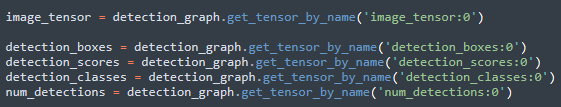 image_tensor = detection_graph.get_tensor_by_name('image_tensor:0')
detection_boxes = detection_graph.get_tensor_by_name('detection_boxes:0')
detection_scores = detection_graph.get_tensor_by_name('detection_scores:0')
detection_classes = detection_graph.get_tensor_by_name('detection_classes:0')
num_detections = detection_graph.get_tensor_by_name('num_detections:0')